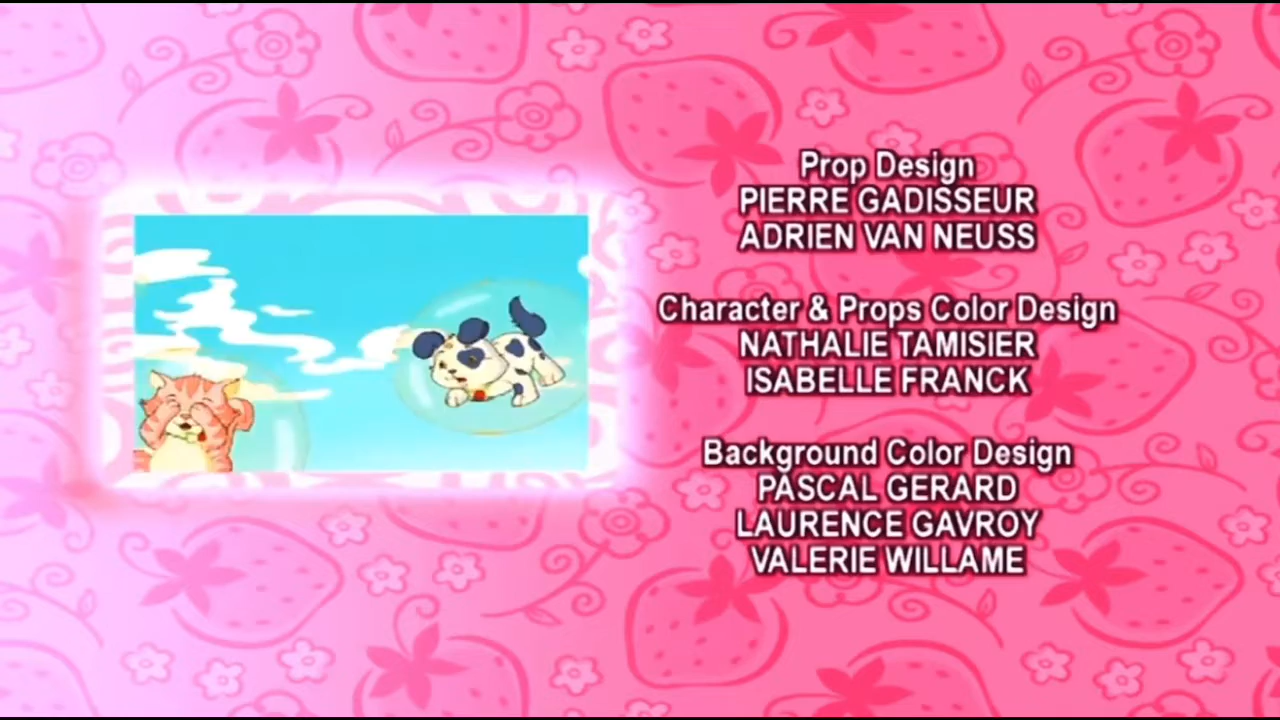 Prop Design
PIERRE GADISSEUR
ADRIEN VAN NEUSS
Character & Props Color Design
NATHALIE TAMISIER
ISABELLE FRANCK
Background Color Design
PASCAL GERARD
LAURENCE GAVROY
VALERIE WILLAME